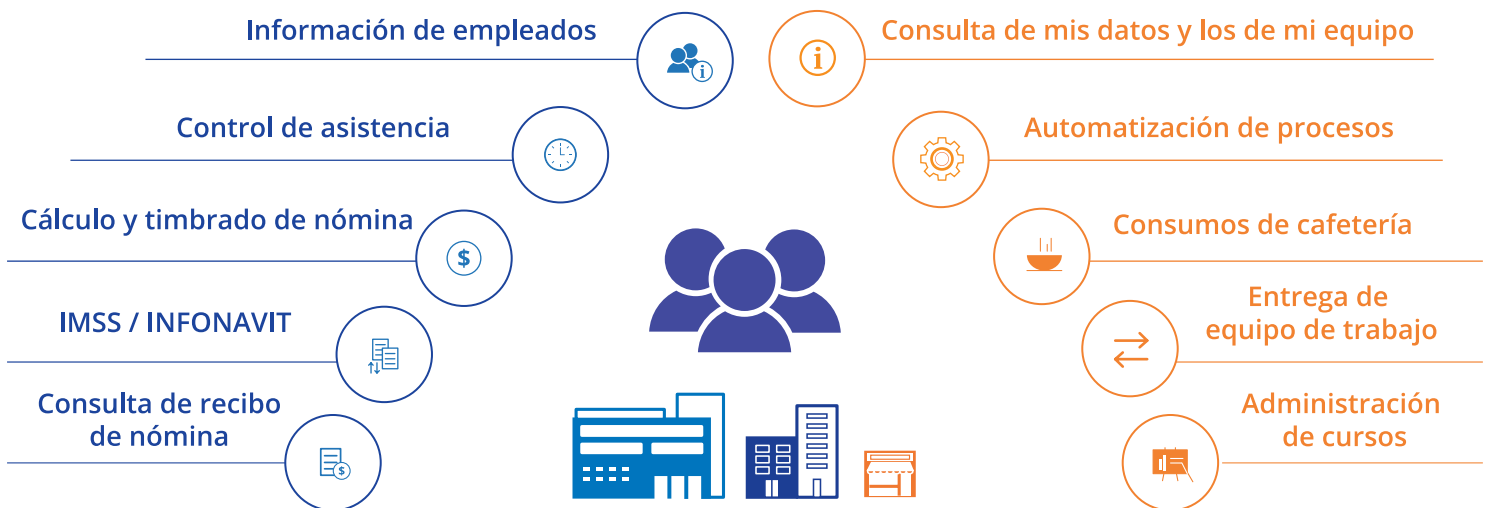 Información de empleados
Control de asistencia
Cálculo y timbrado de nómina
$
IMSS / INFONAVIT
Consulta de recibo
de nómina
$
Consulta de mis datos y los de mi equipo
Automatización de procesos
Consumos de cafetería
Entrega de
equipo de trabajo
Administración
de cursos